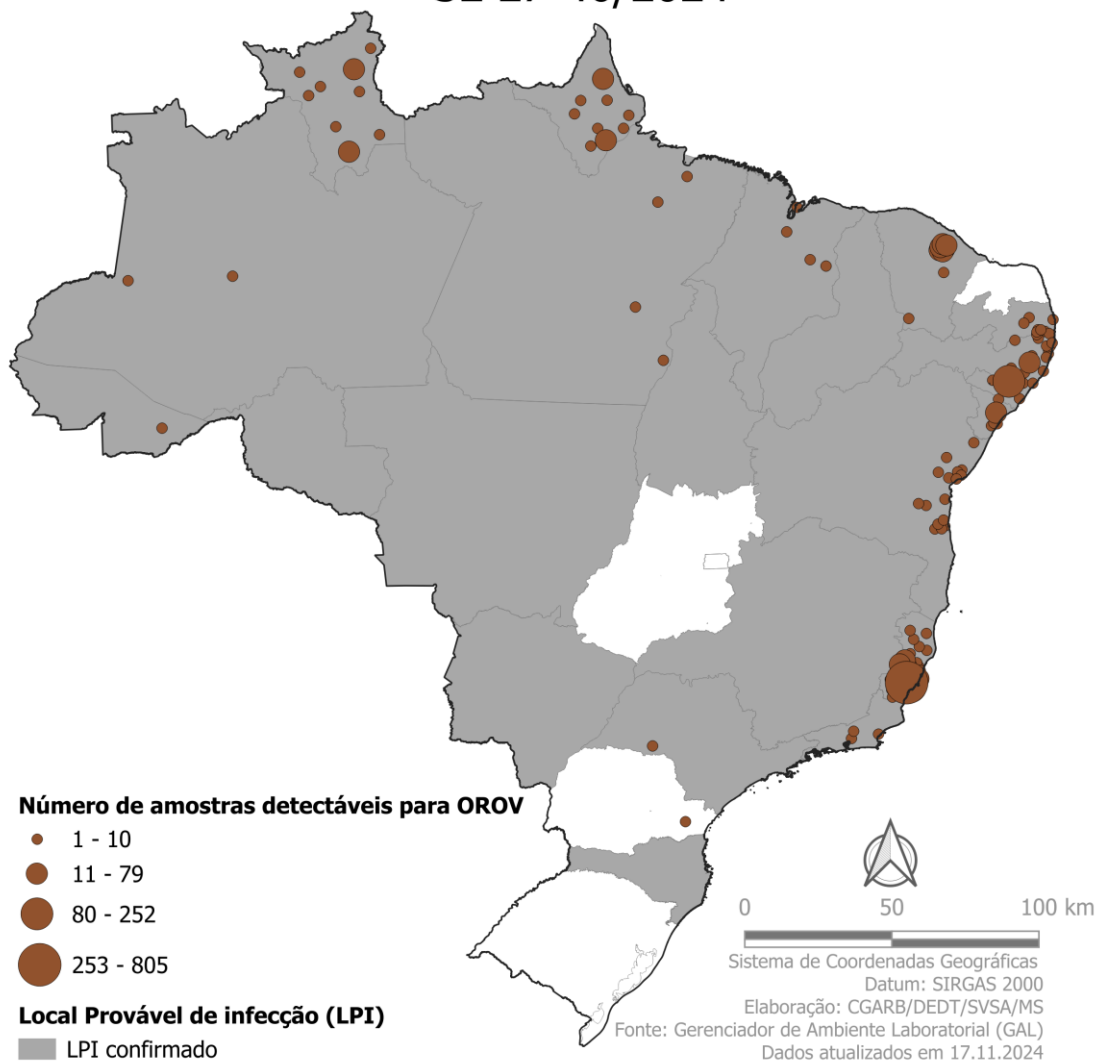 Número de amostras detectáveis para OROV
1 - 10
11 - 79
80 - 252
253 - 805
Local Provável de infecção (LPI)
LPI confirmado
0 50 100 km
Sistema de Coordenadas Geográficas
Datum: SIRGAS 2000
Elaboração: CGARB/DEDT/SVSA/MS
Fonte: Gerenciador de Ambiente Laboratorial (GAL)
Dados atualizados em 17.11.2024